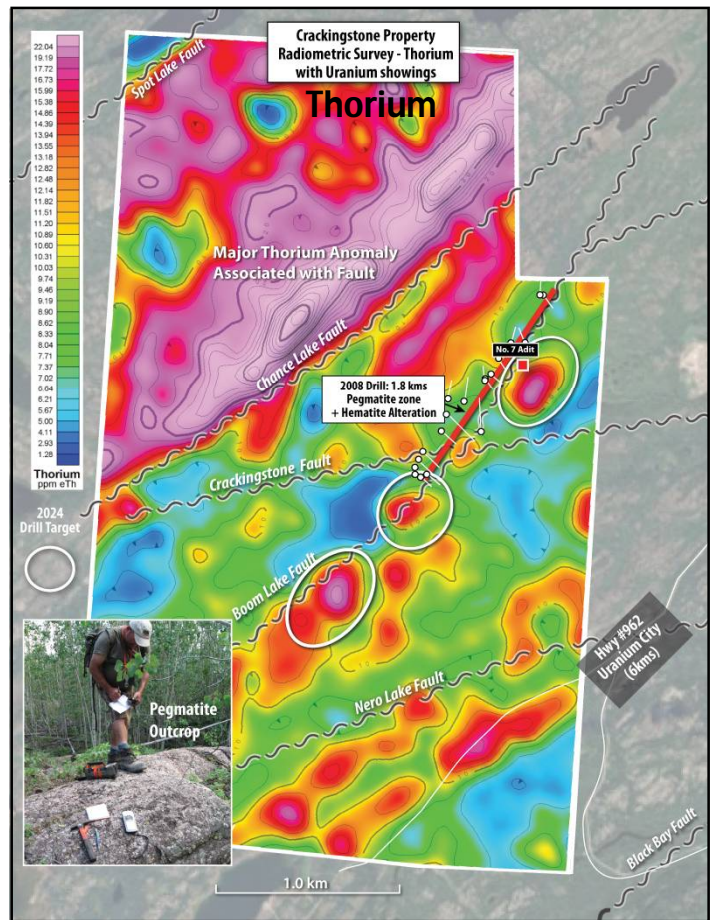 Crackingstone Property
Radiometric Survey - Thorium
with Uranium showings
Thorium
Spot Lake Fault
22.04
19.19
17.72
16.73
15.99
15.38
14.86
14.39
13.94
13.55
13.18
12.82
12.48
12.14
11.82
11.51
11.20
10.89
10.60
10.31
10.03
9.74
9.46
9.19
8.90
8.62
8.33
8.04
7.71
7.37
7.02
6.64
6.21
5.67
5.00
4.11
2.93
1.28
Thorium
ppm eTh
Major Thorium Anomaly
Associated with Fault
Chance Lake Fault
No. 7 Adit
2008 Drill: 1.8 kms
Pegmatite zone
+ Hematite Alteration
Crackingstone Fault
2024
Drill Target
Boom Lake Fault
Hwy #962
Uranium City
(6kms)
Nero Lake Fault
Pegmatite
Outcrop
Black Bay Fault
1.0 km